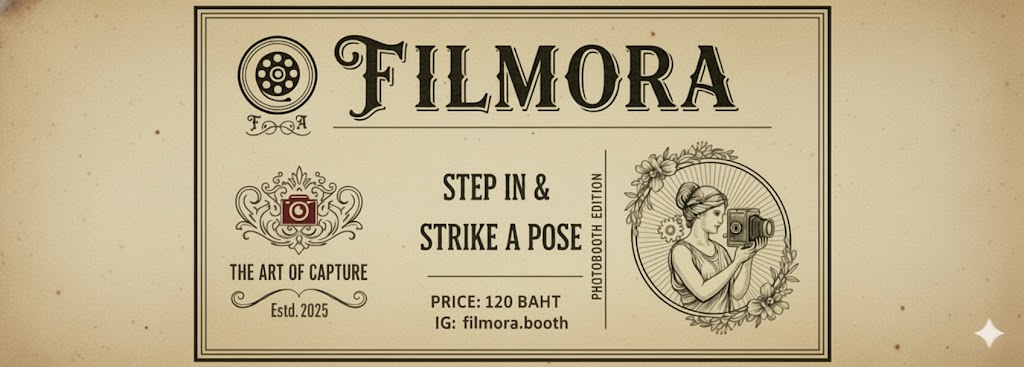 FILMORA
F A
STEP IN &
STRIKE A POSE
THE ART OF CAPTURE
Estd. 2025
PRICE: 120 BAHT
IG: filmora.booth
PHOTOBOOTH EDITION